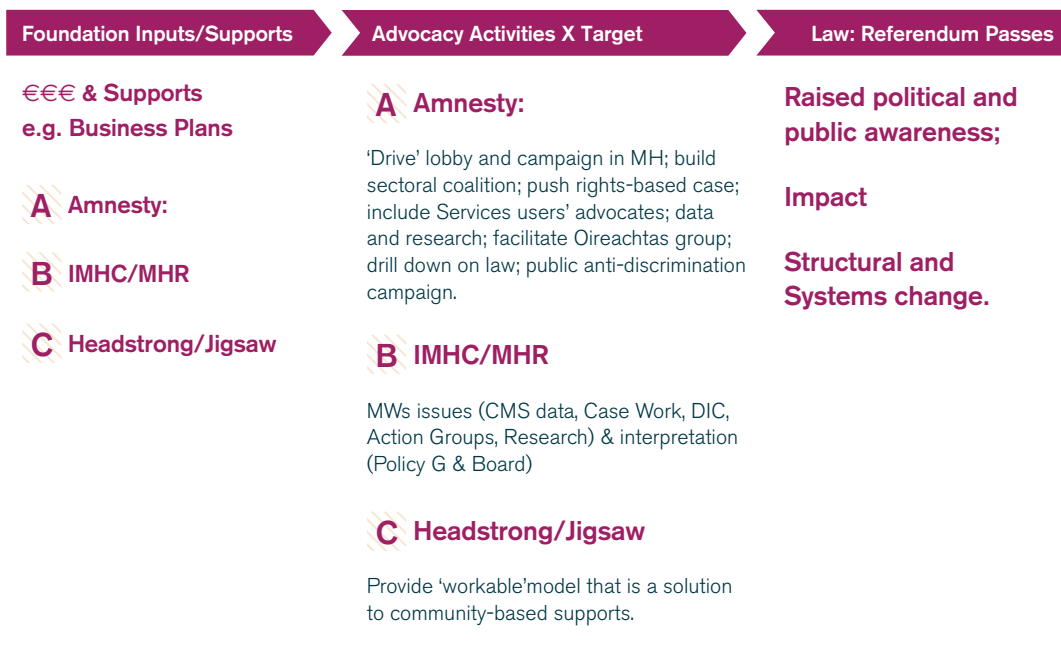 Foundation Inputs/Supports
€€€ & Supports
e.g. Business Plans
A Amnesty:
B IMHC/MHR
C Headstrong/Jigsaw
Advocacy Activities X Target
A Amnesty:
‘Drive’ lobby and campaign in MH; build
sectoral coalition; push rights-based case;
include Services users’ advocates; data
and research; facilitate Oireachtas group;
drill down on law; public anti-discrimination
campaign.
B IMHC/MHR
MWs issues (CMS data, Case Work, DIC,
Action Groups, Research) & interpretation
(Policy G & Board)
C Headstrong/Jigsaw
Provide ‘workable’model that is a solution
to community-based supports.
Law: Referendum Passes
Raised political and
public awareness;
Impact
Structural and
Systems change.